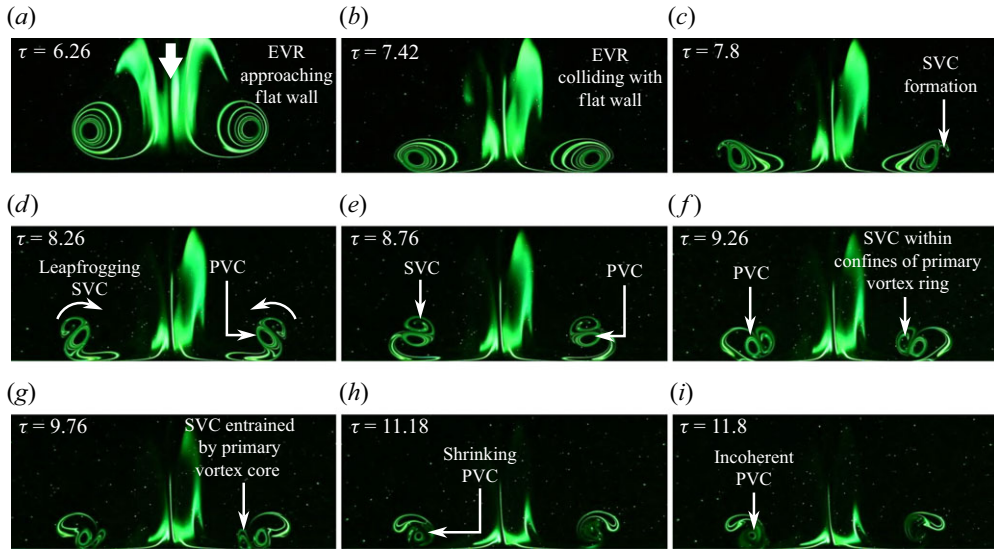 (a)
τ = 6.26
EVR
approaching
flat wall
(b)
τ = 7.42
EVR
colliding with
flat wall
(c)
τ = 7.8
SVC
formation
(d)
τ = 8.26
Leapfrogging
SVC
PVC
(e)
τ = 8.76
SVC
PVC
(f)
τ = 9.26
PVC
SVC within
confines of primary
vortex ring
(g)
τ = 9.76
SVC entrained
by primary
vortex core
(h)
τ = 11.18
Shrinking
PVC
(i)
τ = 11.8
Incoherent
PVC